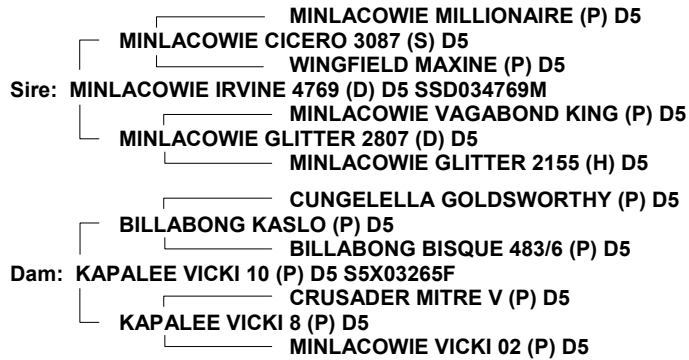 MINLACOWIE MILLIONAIRE (P) D5
MINLACOWIE CICERO 3087 (S) D5
WINGFIELD MAXINE (P) D5
Sire: MINLACOWIE IRVINE 4769 (D) D5 SSD034769M
MINLACOWIE VAGABOND KING (P) D5
MINLACOWIE GLITTER 2807 (D) D5
MINLACOWIE GLITTER 2155 (H) D5
CUNGELELLA GOLDSWORTHY (P) D5
BILLABONG KASLO (P) D5
BILLABONG BISQUE 483/6 (P) D5
Dam: KAPALEE VICKI 10 (P) D5 S5X03265F
CRUSADER MITRE V (P) D5
KAPALEE VICKI 8 (P) D5
MINLACOWIE VICKI 02 (P) D5